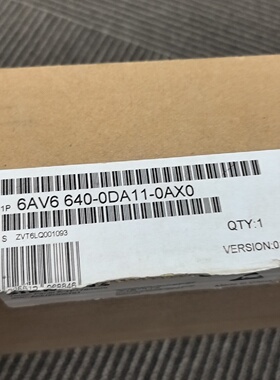 1P 6AV6 640-0DA11-0AX0
S ZVT6LQ001093
QTY:1
VERSION:0